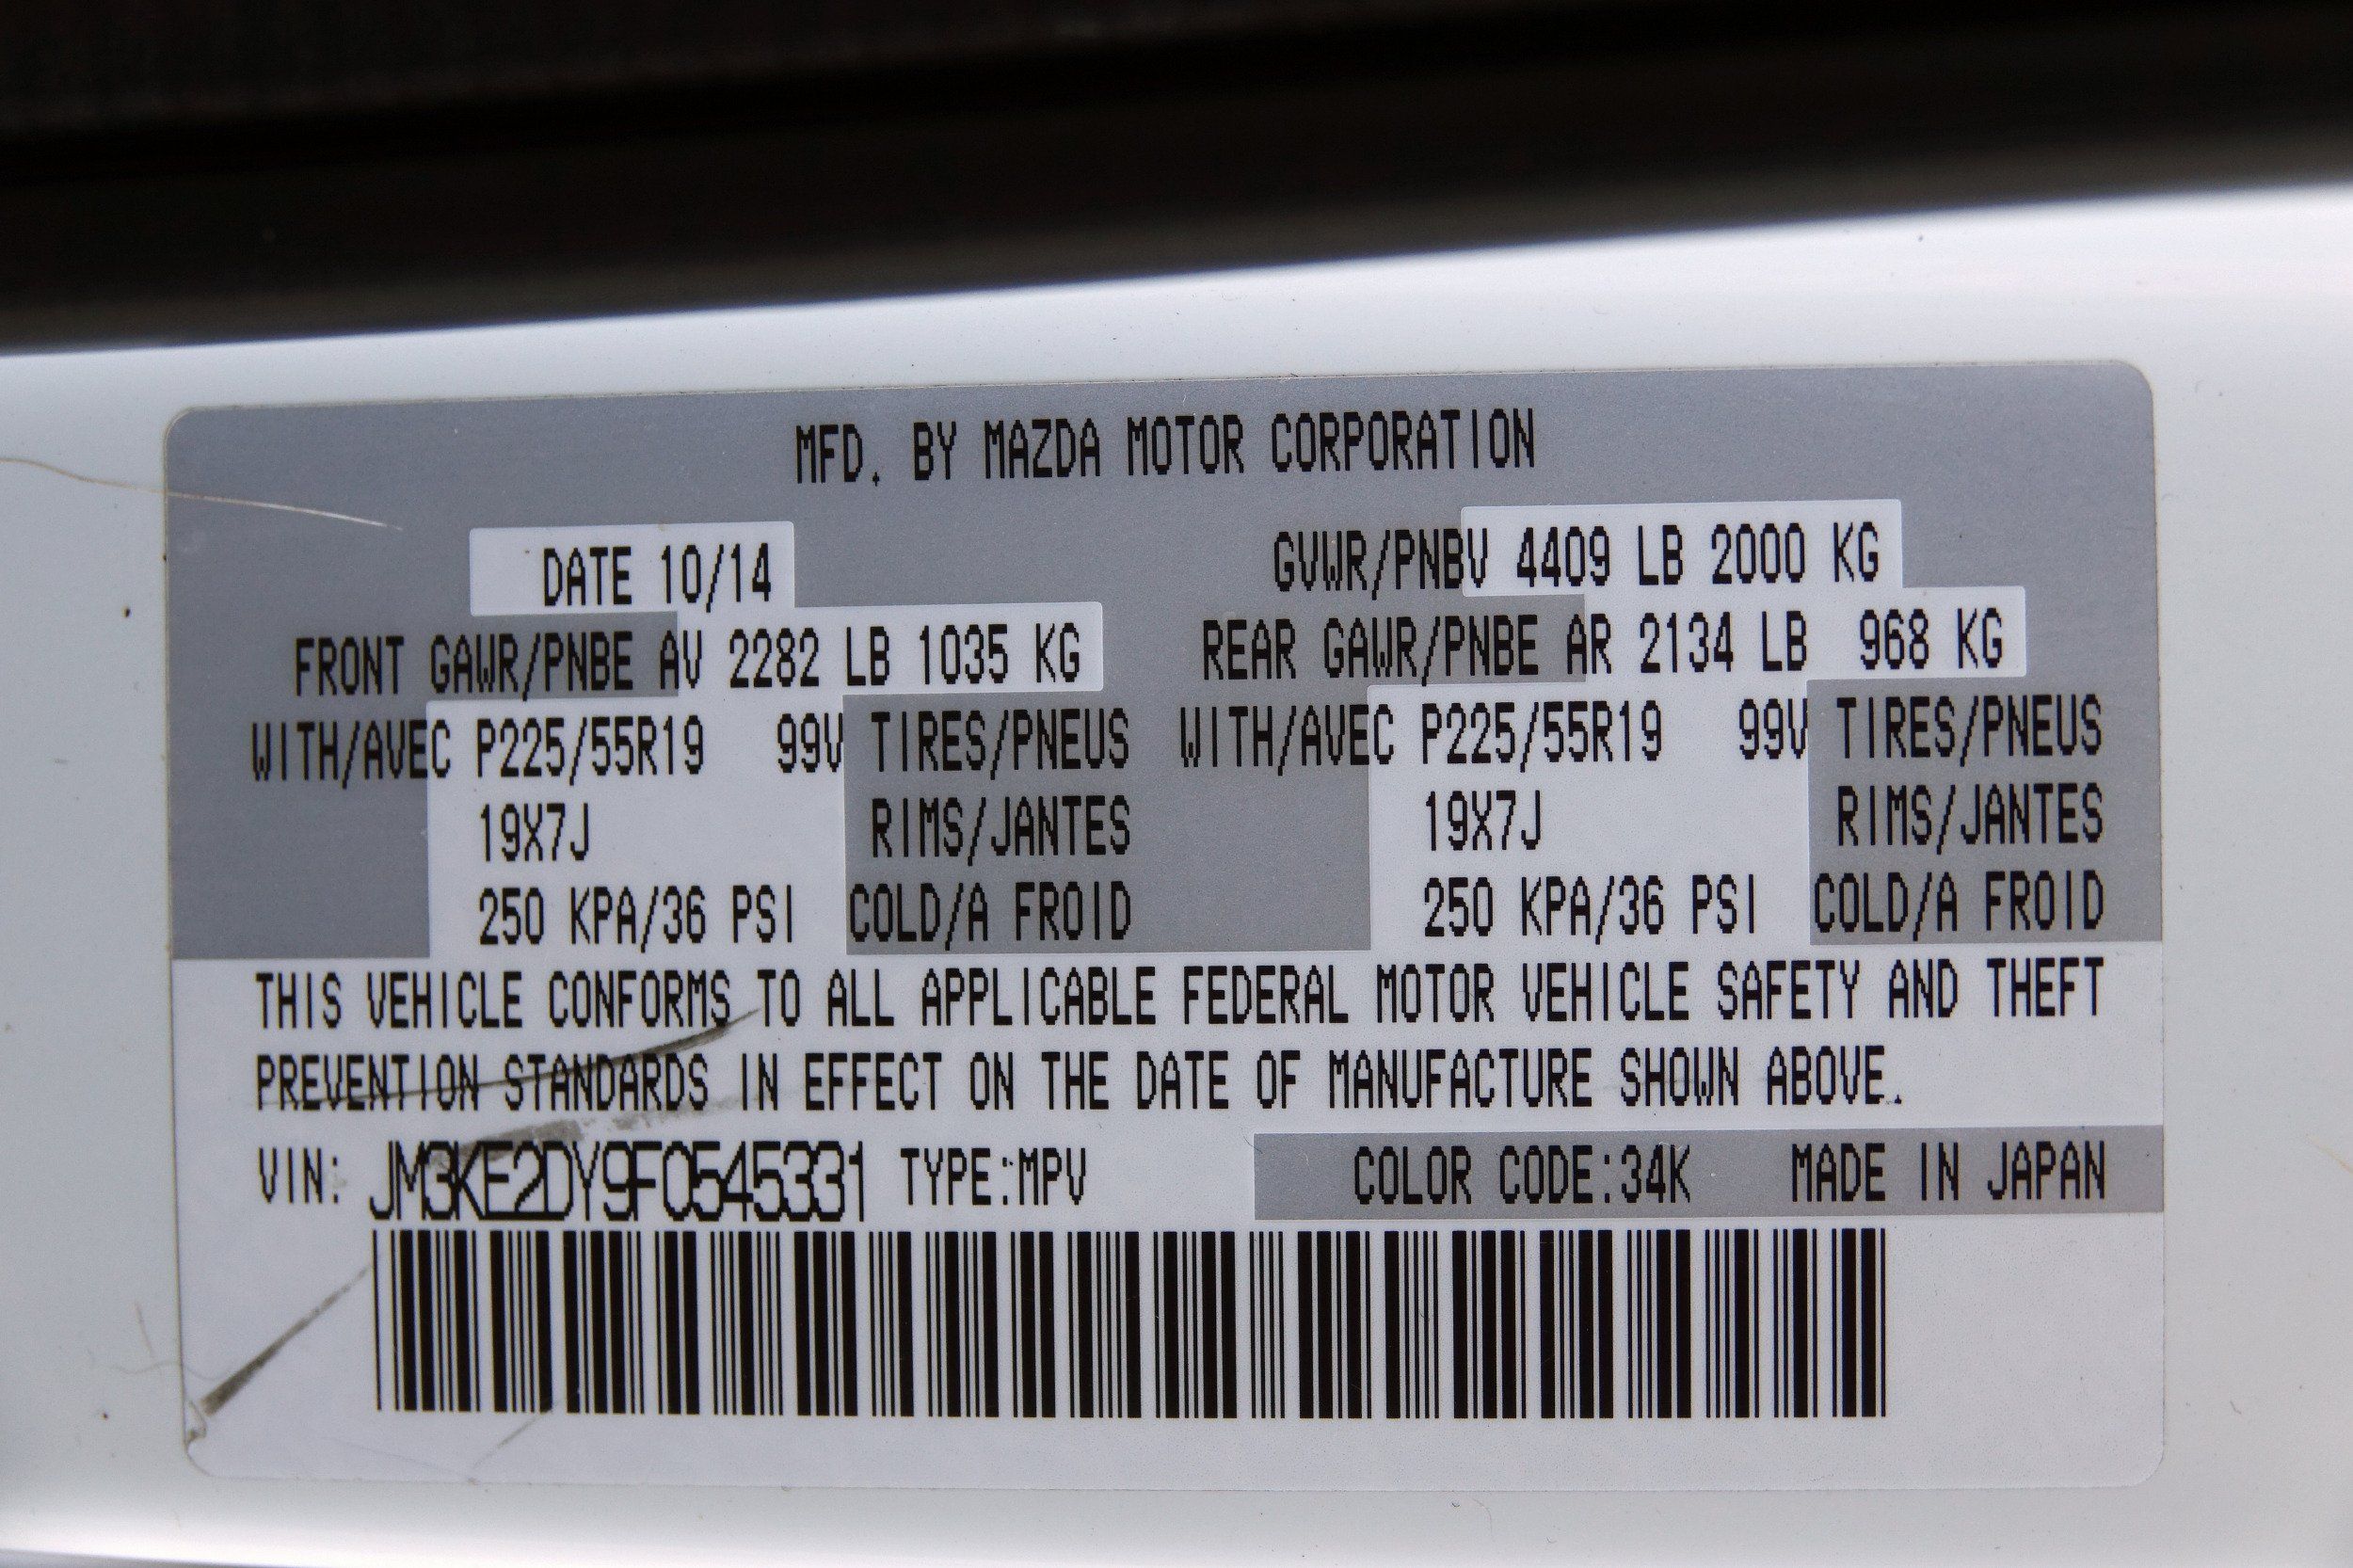 MFD. BY MAZDA MOTOR CORPORATION
DATE 10/14 GVWR/PNBV 4409 LB 2000 KG
FRONT GAWR/PNBE AV 2282 LB 1035 KG REAR GAWR/PNBE AR 2134 LB 968 KG
WITH/AVEC P225/55R19 99V TIRES/PNEUS WITH/AVEC P225/55R19 99V TIRES/PNEUS
19X7J RIMS/JANTES 19X7J RIMS/JANTES
250 KPA/36 PSI COLD/A FROID 250 KPA/36 PSI COLD/A FROID
THIS VEHICLE CONFORMS TO ALL APPLICABLE FEDERAL MOTOR VEHICLE SAFETY AND THEFT
PREVENTION STANDARDS IN EFFECT ON THE DATE OF MANUFACTURE SHOWN ABOVE.
VIN: JM3KE2DY9F0545331 TYPE:MPV COLOR CODE:34K MADE IN JAPAN